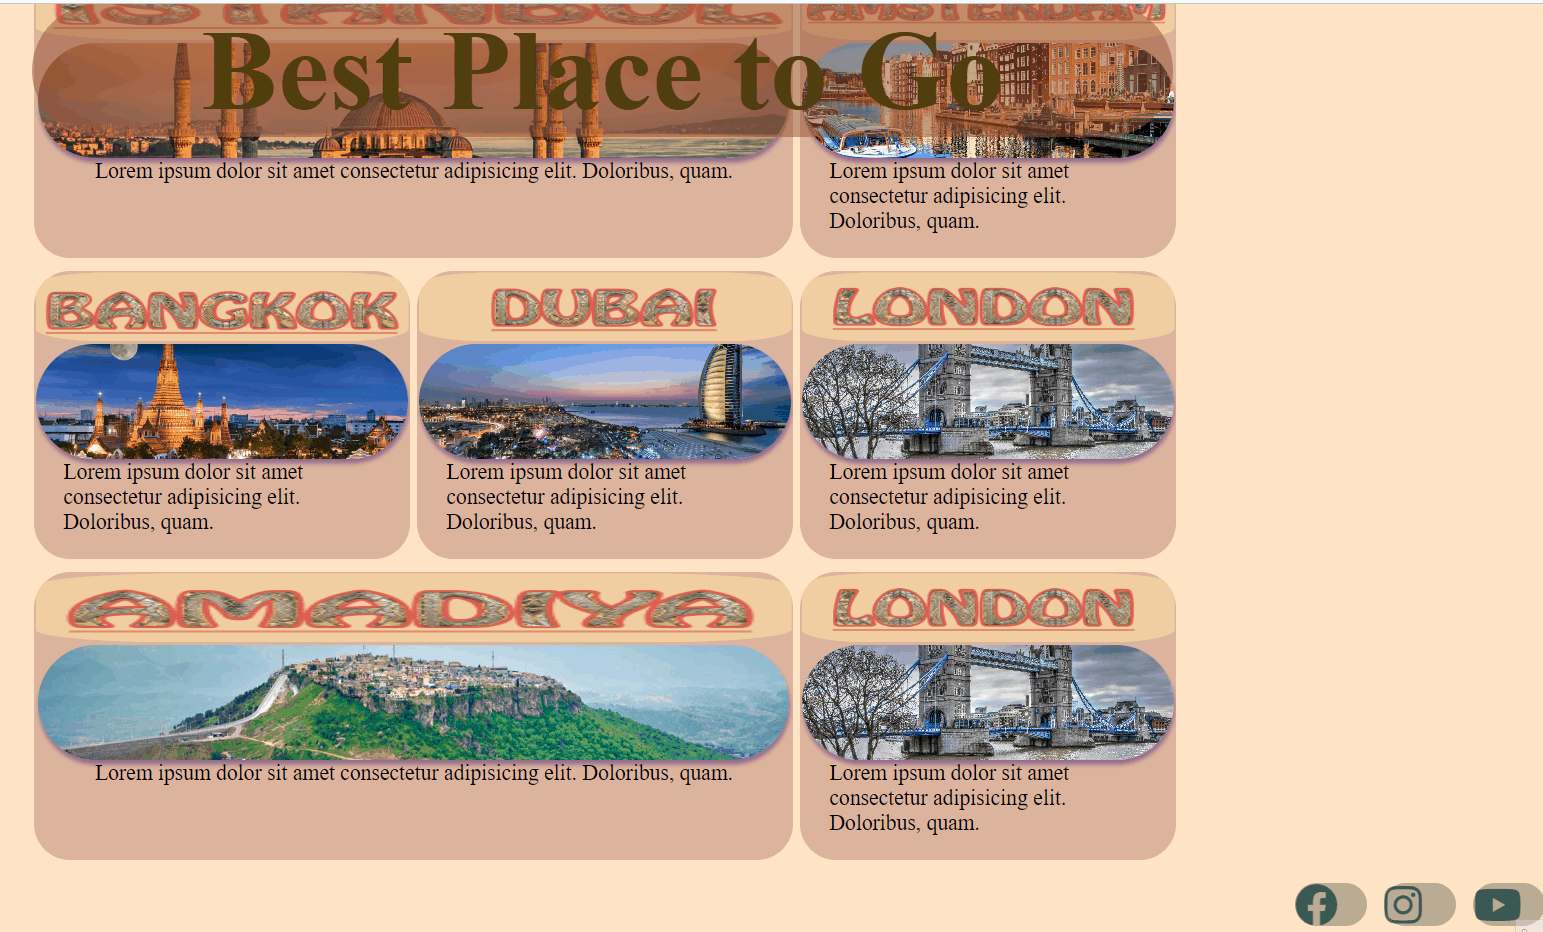 ISTANBUL
AMSTERDAM
Best Place to Go
Lorem ipsum dolor sit amet consectetur adipisicing elit. Doloribus, quam.
Lorem ipsum dolor sit amet
consectetur adipisicing elit.
Doloribus, quam.
BANGKOK
DUBAI
LONDON
Lorem ipsum dolor sit amet
consectetur adipisicing elit.
Doloribus, quam.
Lorem ipsum dolor sit amet
consectetur adipisicing elit.
Doloribus, quam.
Lorem ipsum dolor sit amet
consectetur adipisicing elit.
Doloribus, quam.
AMADIYA
LONDON
Lorem ipsum dolor sit amet consectetur adipisicing elit. Doloribus, quam.
Lorem ipsum dolor sit amet
consectetur adipisicing elit.
Doloribus, quam.